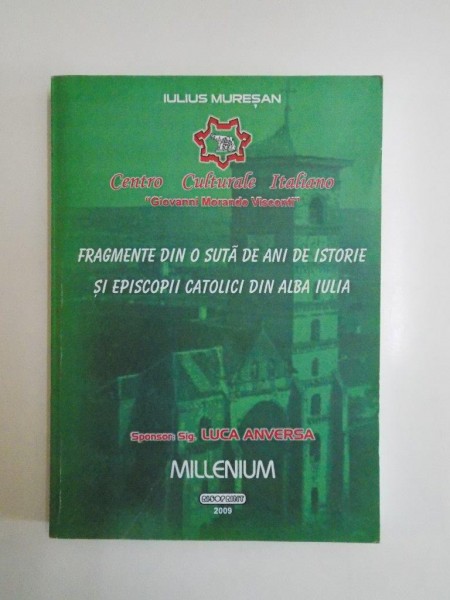 IULIUS MUREȘAN
Centro Culturale Italiano
"Giovanni Morando Visconti"
FRAGMENTE DIN O SUTĂ DE ANI DE ISTORIE
ȘI EPISCOPII CATOLICI DIN ALBA IULIA
Sponsor: Sig. LUCA ANVERSA
MILLENIUM
RISOPRINT
2009